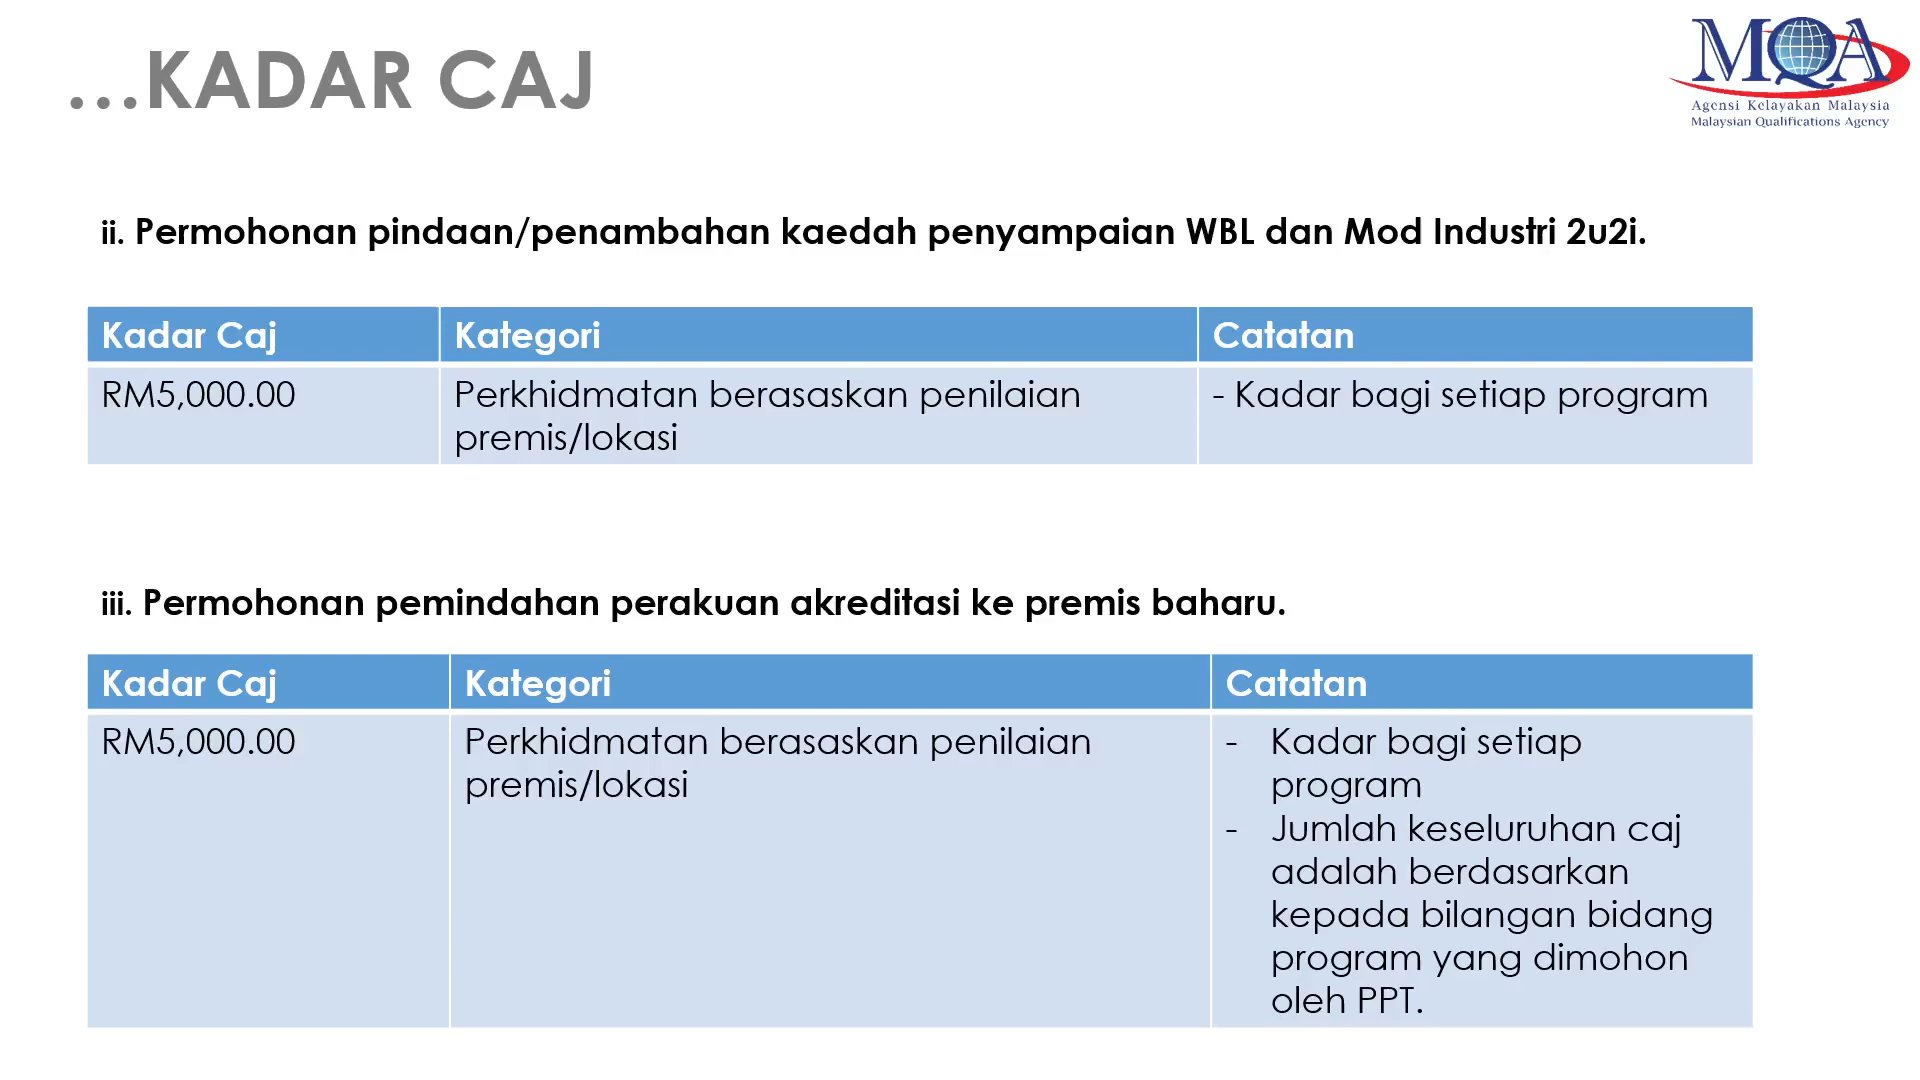 ...KADAR CAJ
MQA
Agensi Kelayakan Malaysia
Malaysian Qualifications Agency
ii. Permohonan pindaan/penambahan kaedah penyampaian WBL dan Mod Industri 2u2i.
Kadar Caj
Kategori
Catatan
RM5,000.00
Perkhidmatan berasaskan penilaian
premis/lokasi
- Kadar bagi setiap program
iii. Permohonan pemindahan perakuan akreditasi ke premis baharu.
Kadar Caj
Kategori
Catatan
RM5,000.00
Perkhidmatan berasaskan penilaian
premis/lokasi
- Kadar bagi setiap
program
- Jumlah keseluruhan caj
adalah berdasarkan
kepada bilangan bidang
program yang dimohon
oleh PPT.